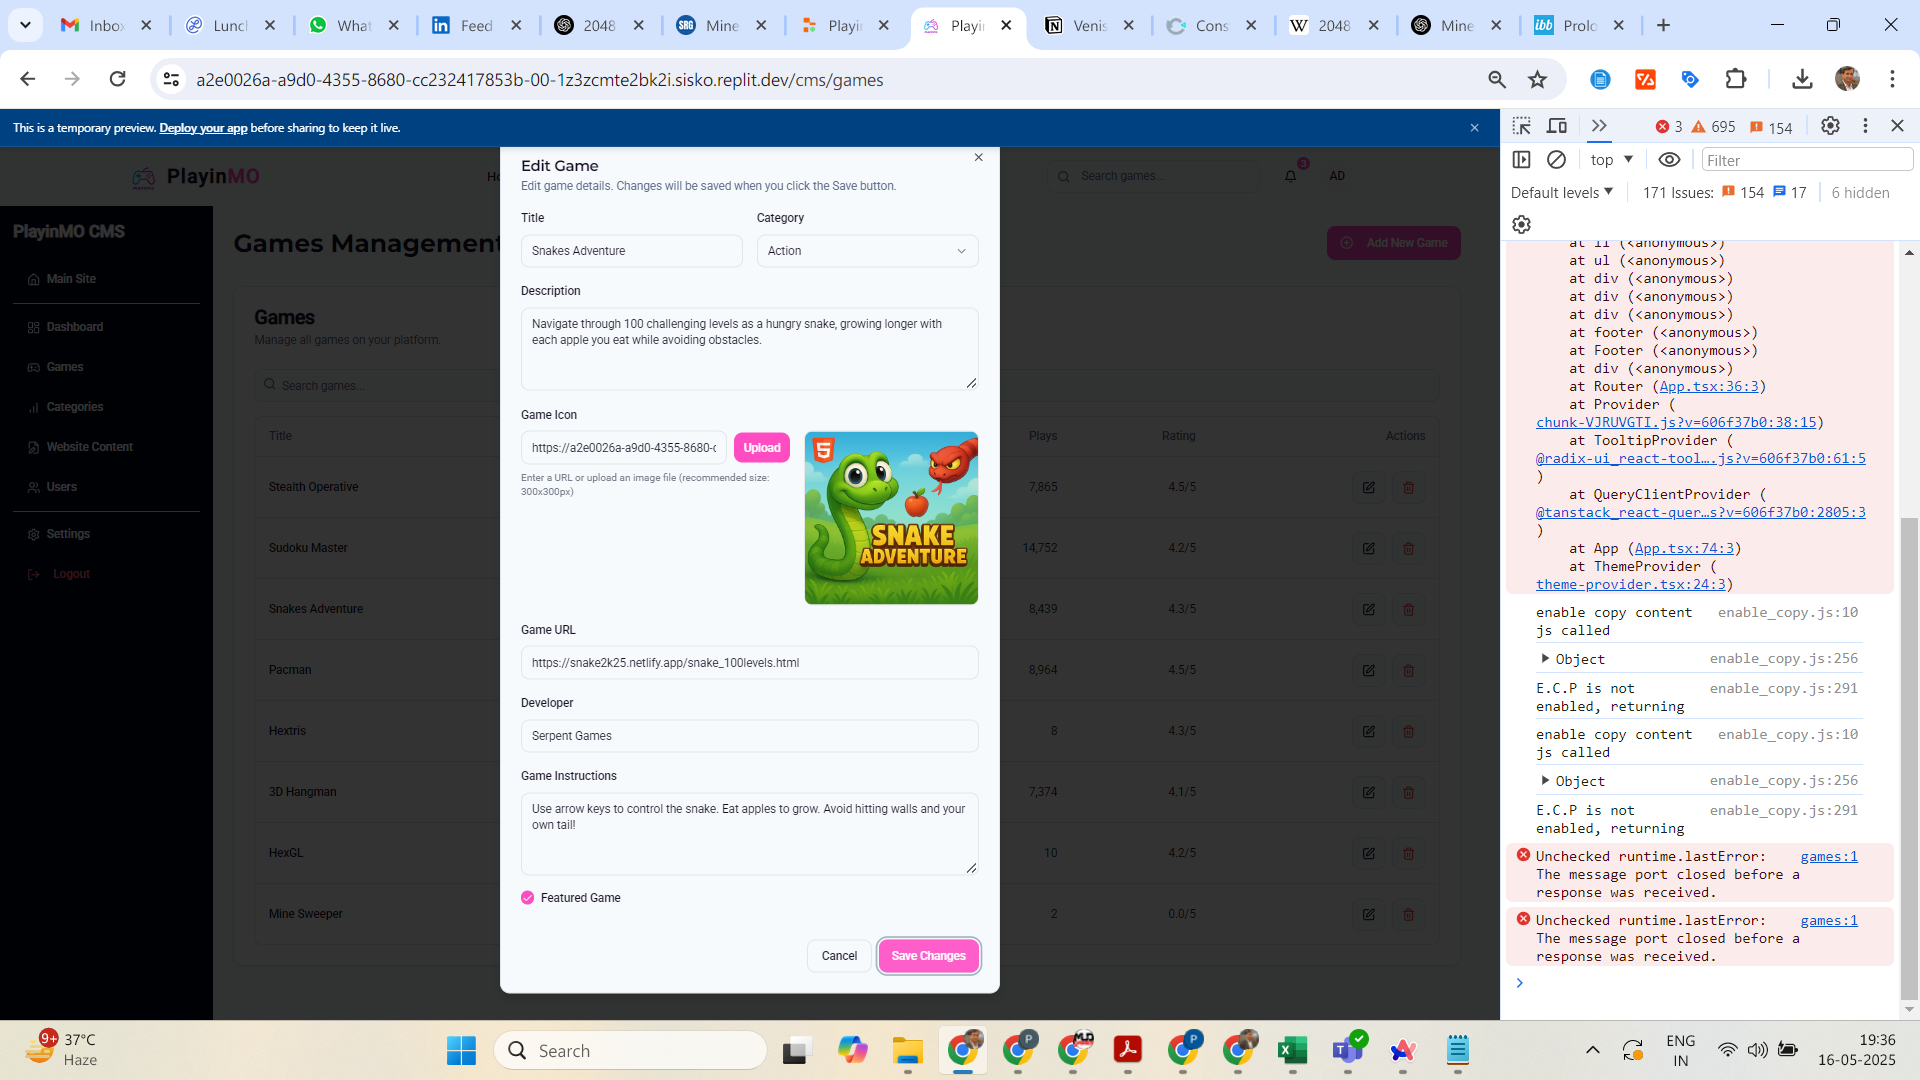 Inbo
Lunch
What
Feed
2048
SRG
Mine
Playi
Playin
Venis
Cons
W
2048
Mine
ibb
Prolo
a2e0026a-a9d0-4355-8680-cc232417853b-00-1z3zcmte2bk2i.sisko.replit.dev/cms/games
This is a temporary preview. Deploy your app before sharing to keep it live.
PlayinMO
Ho
Search games...
3
AD
PlayinMO CMS
Main Site
Dashboard
Games
Categories
Website Content
Users
Settings
Logout
Games Management
Add New Game
Games
Manage all games on your platform.
Search games...
Title
Plays
Rating
Actions
Stealth Operative
7,865
4.5/5
Sudoku Master
14,752
4.2/5
Snakes Adventure
8,439
4.3/5
Pacman
8,964
4.5/5
Hextris
8
4.3/5
3D Hangman
7,374
4.1/5
HexGL
10
4.2/5
Mine Sweeper
2
0.0/5
Edit Game
Edit game details. Changes will be saved when you click the Save button.
Title
Category
Snakes Adventure
Action
Description
Navigate through 100 challenging levels as a hungry snake, growing longer with
each apple you eat while avoiding obstacles.
Game Icon
https://a2e0026a-a9d0-4355-8680-c
Upload
Enter a URL or upload an image file (recommended size:
300x300px)
5
SNAKE
ADVENTURE
Game URL
https://snake2k25.netlify.app/snake_100levels.html
Developer
Serpent Games
Game Instructions
Use arrow keys to control the snake. Eat apples to grow. Avoid hitting walls and your
own tail!
Featured Game
Cancel
Save Changes
3
695
154
top
Filter
Default levels
171 Issues:
154
17
6 hidden
at li (<anonymous>)
at ul (<anonymous>)
at div (<anonymous>)
at div (<anonymous>)
at div (<anonymous>)
at footer (<anonymous>)
at Footer (<anonymous>)
at div (<anonymous>)
at Router (App.tsx:36:3)
at Provider (
chunk-VJRUVGTI.js?v=606f37b0:38:15)
at TooltipProvider (
@radix-ui_react-tool….js?v=606f37b0:61:5
)
at QueryClientProvider (
@tanstack_react-quer…s?v=606f37b0:2805:3
)
at App (App.tsx:74:3)
at ThemeProvider (
theme-provider.tsx:24:3)
enable copy content enable_copy.js:10
js called
Object enable_copy.js:256
E.C.P is not enable_copy.js:291
enabled, returning
enable copy content enable_copy.js:10
js called
Object enable_copy.js:256
E.C.P is not enable_copy.js:291
enabled, returning
Unchecked runtime.lastError: games:1
The message port closed before a
response was received.
Unchecked runtime.lastError: games:1
The message port closed before a
response was received.
9+
37°C
Haze
Search
P
P
ENG
IN
19:36
16-05-2025